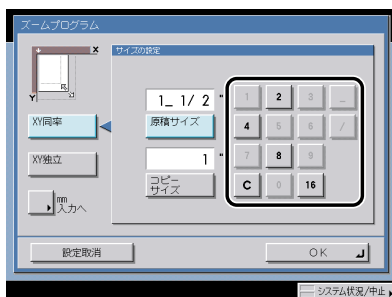 ズームプログラム
X
サイズの設定
Y
1_ 1/ 2 "
1 2 3 _
XY同率
原稿サイズ
4 5 6 /
XY独立
1 "
7 8 9
コピー
サイズ
C 0 16
mm
入力へ
設定取消
OK
システム状況/中止